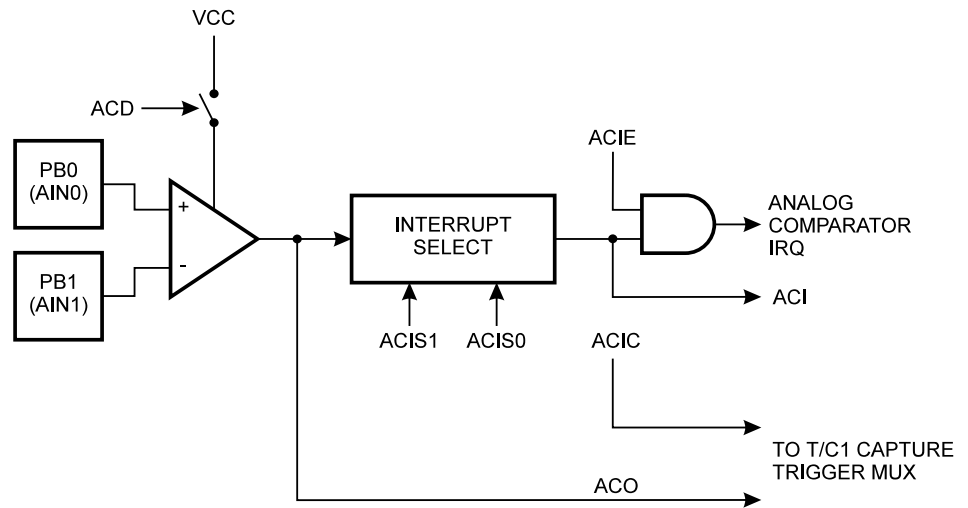 VCC
ACD
PB0
(AIN0)
+
PB1
(AIN1)
-
INTERRUPT
SELECT
ACIS1
ACIS0
ACIE
ANALOG
COMPARATOR
IRQ
ACI
ACIC
TO T/C1 CAPTURE
TRIGGER MUX
ACO